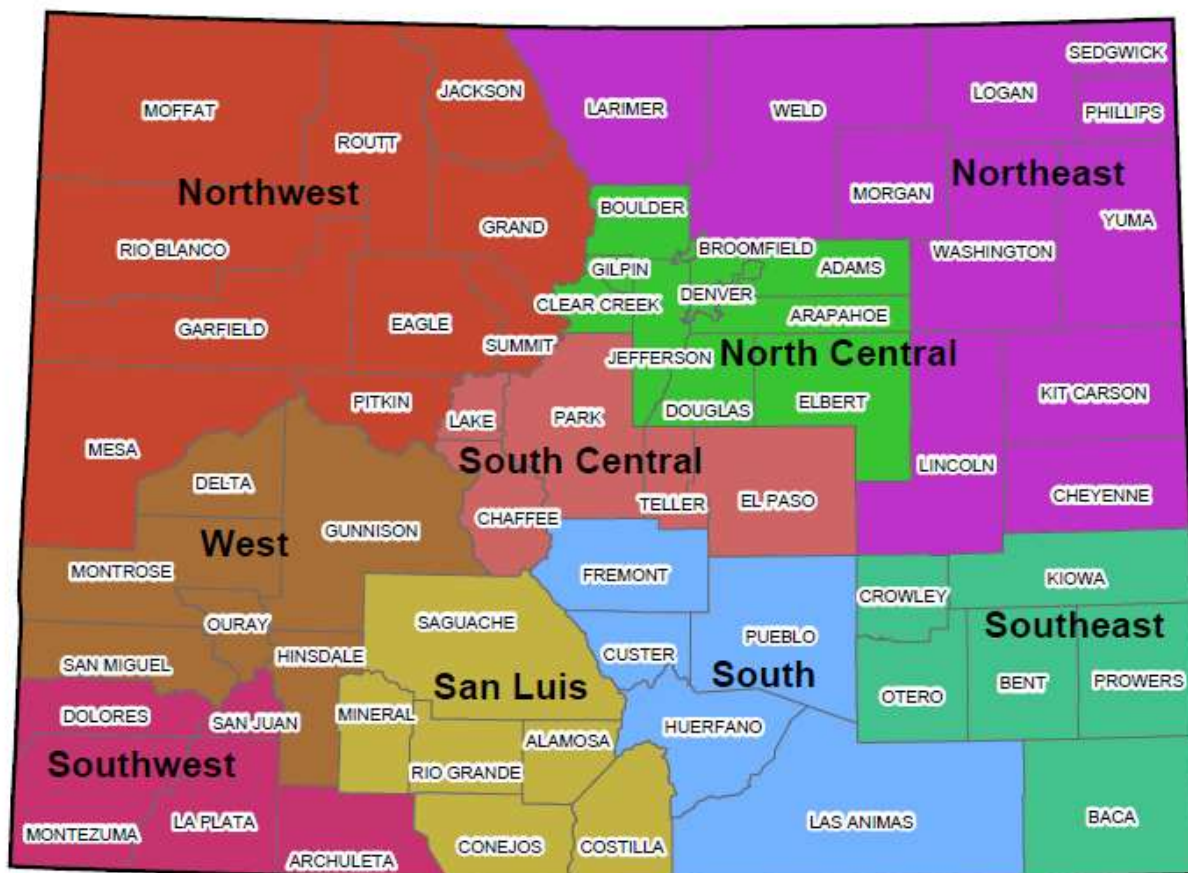 SEDGWICK
JACKSON
LOGAN
MOFFAT
LARIMER
WELD
PHILLIPS
ROUTT
Northwest
Northeast
MORGAN
BOULDER
YUMA
GRAND
RIO BLANCO
BROOMFIELD
WASHINGTON
GILPIN
ADAMS
DENVER
CLEAR CREEK
ARAPAHOE
GARFIELD
EAGLE
SUMMIT
JEFFERSON
North Central
KIT CARSON
PITKIN
LAKE
PARK
DOUGLAS
ELBERT
MESA
South Central
LINCOLN
DELTA
CHEYENNE
TELLER
EL PASO
CHAFFEE
GUNNISON
West
MONTROSE
FREMONT
KIOWA
CROWLEY
OURAY
SAGUACHE
Southeast
PUEBLO
HINSDALE
CUSTER
SAN MIGUEL
South
San Luis
BENT
PROWERS
OTERO
DOLORES
SAN JUAN
MINERAL
HUERFANO
ALAMOSA
Southwest
RIO GRANDE
LA PLATA
LAS ANIMAS
BACA
MONTEZUMA
CONEJOS
COSTILLA
ARCHULETA